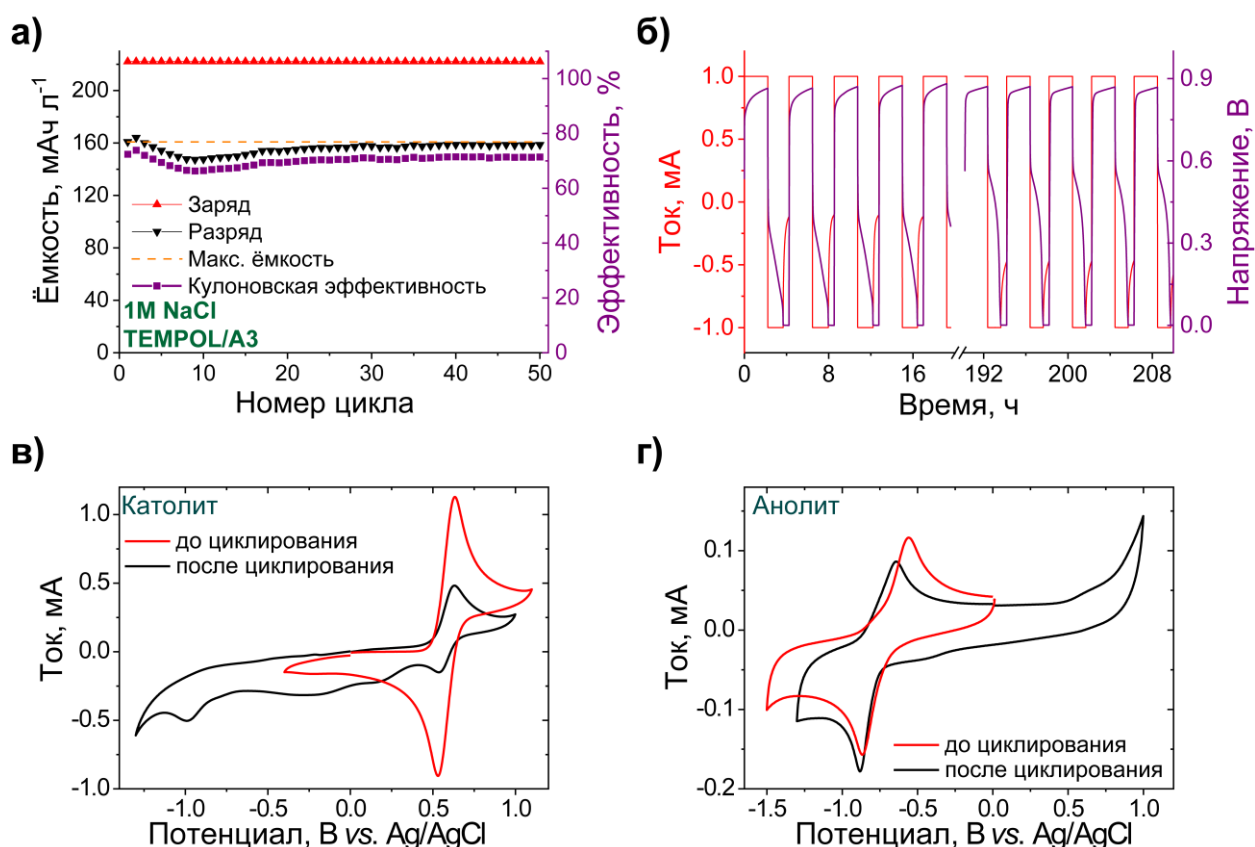 а)
220
200
160
140
120
80
60
40
0
0
10
20
30
40
50
100
80
60
40
20
0
Ёмкость, мАч л⁻¹
Эффективность, %
Номер цикла
Заряд
Разряд
Макс. ёмкость
Кулоновская эффективность
1M NaCl
TEMPOL/A3
б)
1.0
0.5
0.0
-0.5
-1.0
0
8
16
192
200
208
0.9
0.6
0.3
0.0
Ток, мА
Напряжение, В
Время, ч
в)
Католит
до циклирования
после циклирования
1.0
0.5
0.0
-0.5
-1.0
-1.0
-0.5
0.0
0.5
1.0
Ток, мА
Потенциал, В vs. Ag/AgCl
г)
Анолит
0.1
0.0
-0.1
-0.2
-1.5
-1.0
-0.5
0.0
0.5
1.0
до циклирования
после циклирования
Ток, мА
Потенциал, В vs. Ag/AgCl